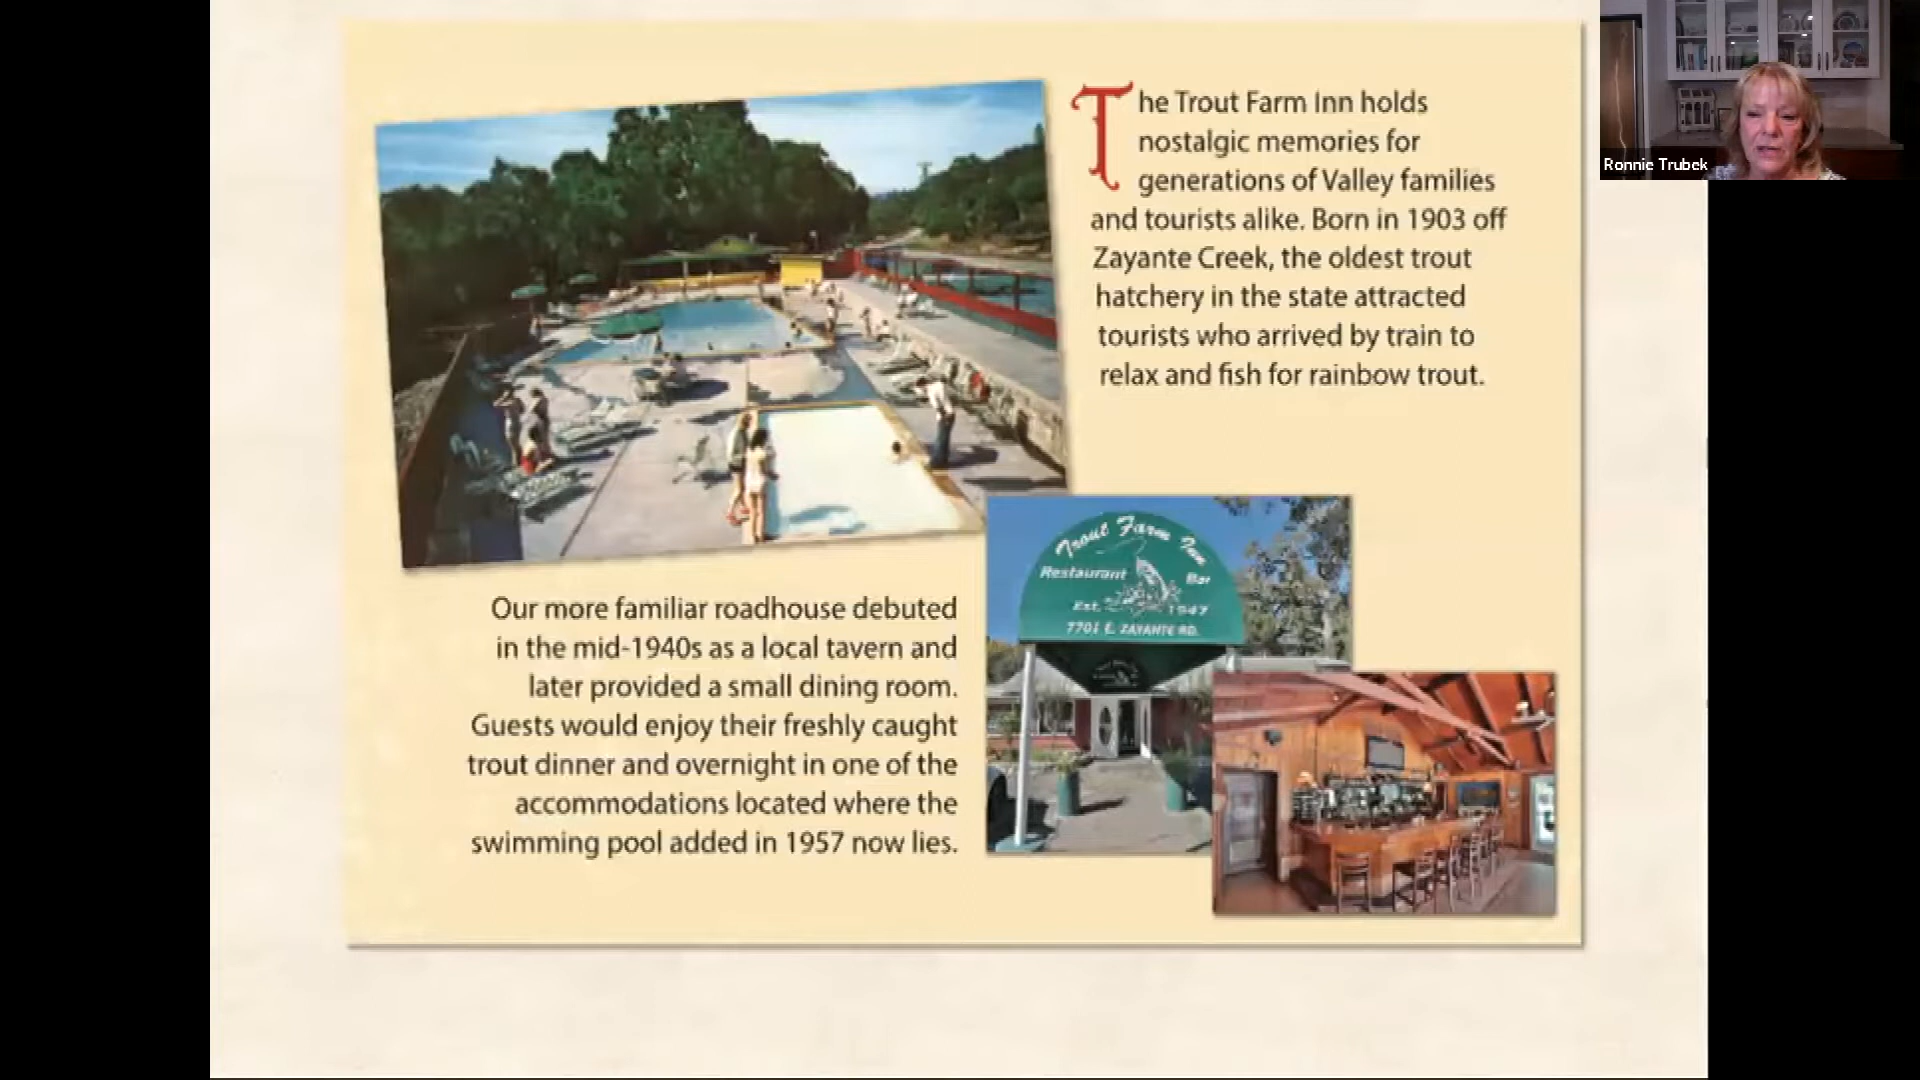 The Trout Farm Inn holds
nostalgic memories for
generations of Valley families
and tourists alike. Born in 1903 off
Zayante Creek, the oldest trout
hatchery in the state attracted
tourists who arrived by train to
relax and fish for rainbow trout.
Ronnie Trubek
Trout Farm Inn
Restaurant Bar
Est. 1947
7701 E. ZAYANTE RD.
Our more familiar roadhouse debuted
in the mid-1940s as a local tavern and
later provided a small dining room.
Guests would enjoy their freshly caught
trout dinner and overnight in one of the
accommodations located where the
swimming pool added in 1957 now lies.